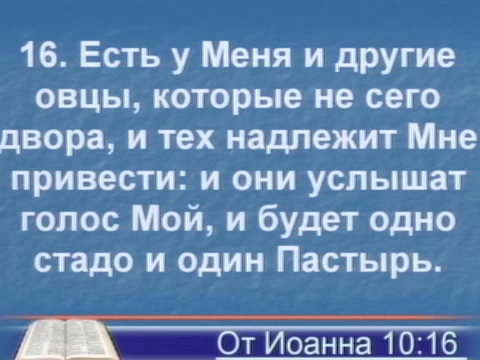 16. Есть у Меня и другие
овцы, которые не сего
двора, и тех надлежит Мне
привести: и они услышат
голос Мой, и будет одно
стадо и один Пастырь.
От Иоанна 10:16